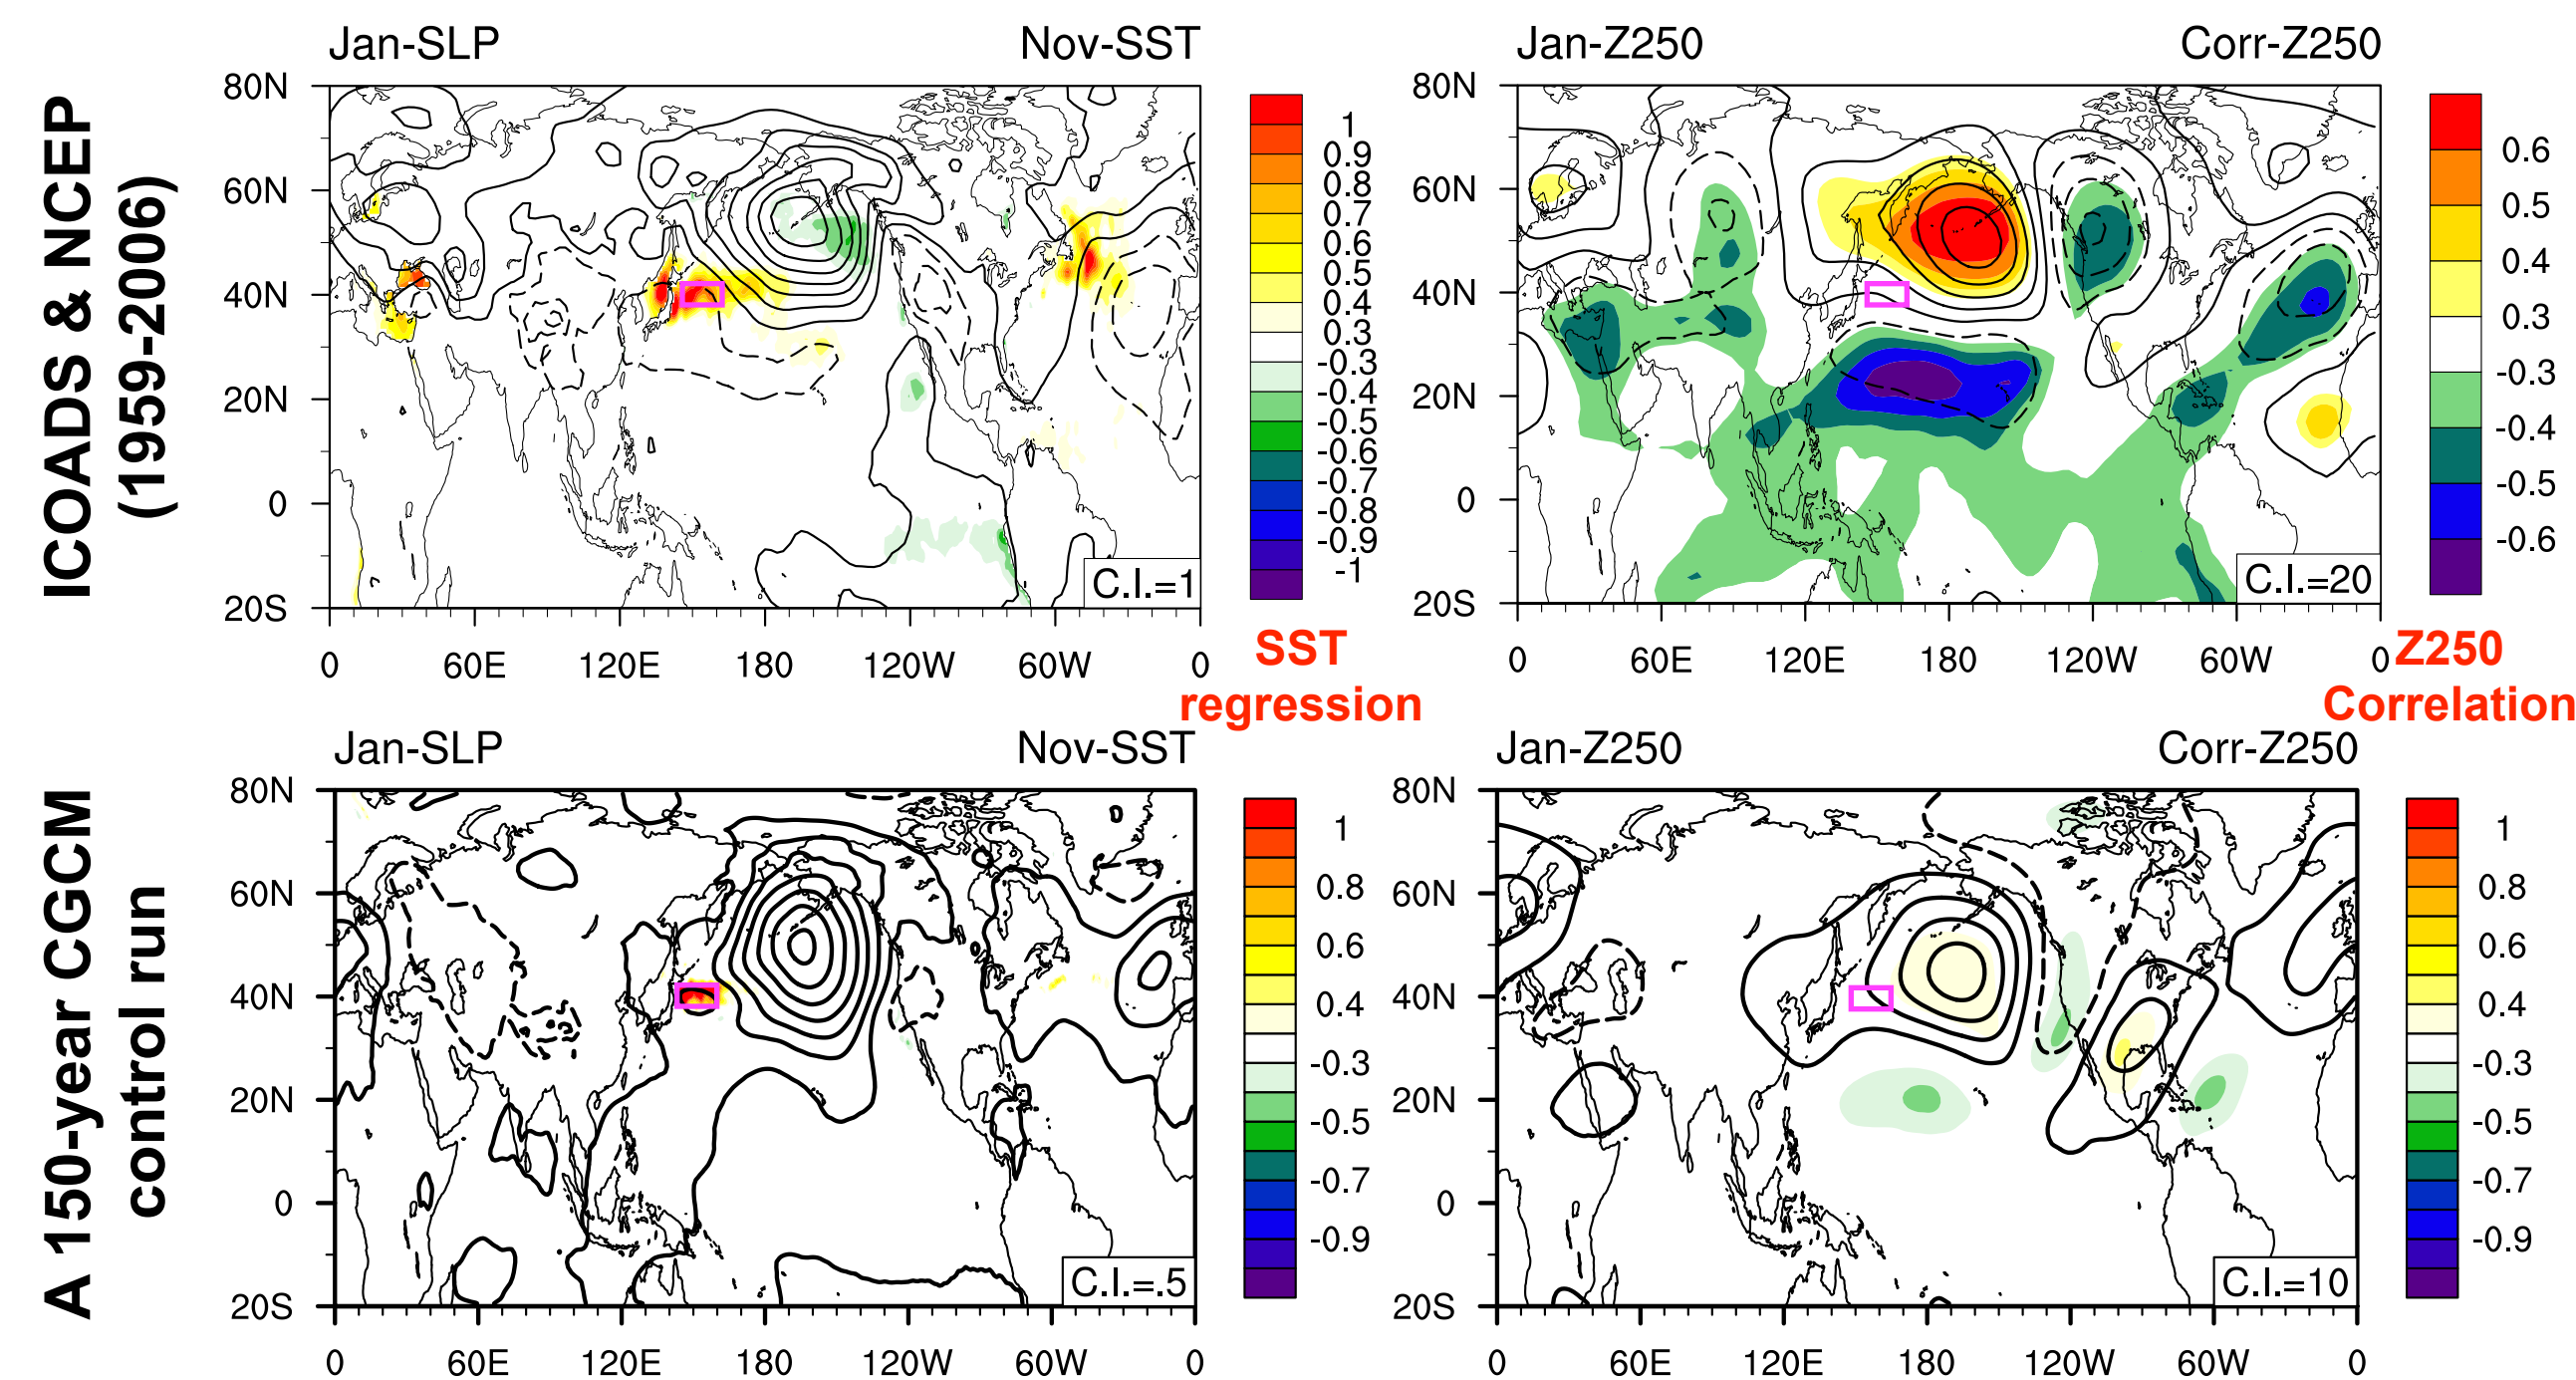 ICOADS & NCEP
(1959-2006)
Jan-SLP Nov-SST
80N
60N
40N
20N
0
20S
0 60E 120E 180 120W 60W 0
C.I.=1
1
0.9
0.8
0.7
0.6
0.5
0.4
0.3
-0.3
-0.4
-0.5
-0.6
-0.7
-0.8
-0.9
-1
SST
regression
Jan-Z250 Corr-Z250
80N
60N
40N
20N
0
20S
0 60E 120E 180 120W 60W 0
C.I.=20
0.6
0.5
0.4
0.3
-0.3
-0.4
-0.5
-0.6
Z250
Correlation
A 150-year CGCM
control run
Jan-SLP Nov-SST
80N
60N
40N
20N
0
20S
0 60E 120E 180 120W 60W 0
C.I.=.5
1
0.8
0.6
0.4
-0.3
-0.5
-0.7
-0.9
Jan-Z250 Corr-Z250
80N
60N
40N
20N
0
20S
0 60E 120E 180 120W 60W 0
C.I.=10
1
0.8
0.6
0.4
-0.3
-0.5
-0.7
-0.9